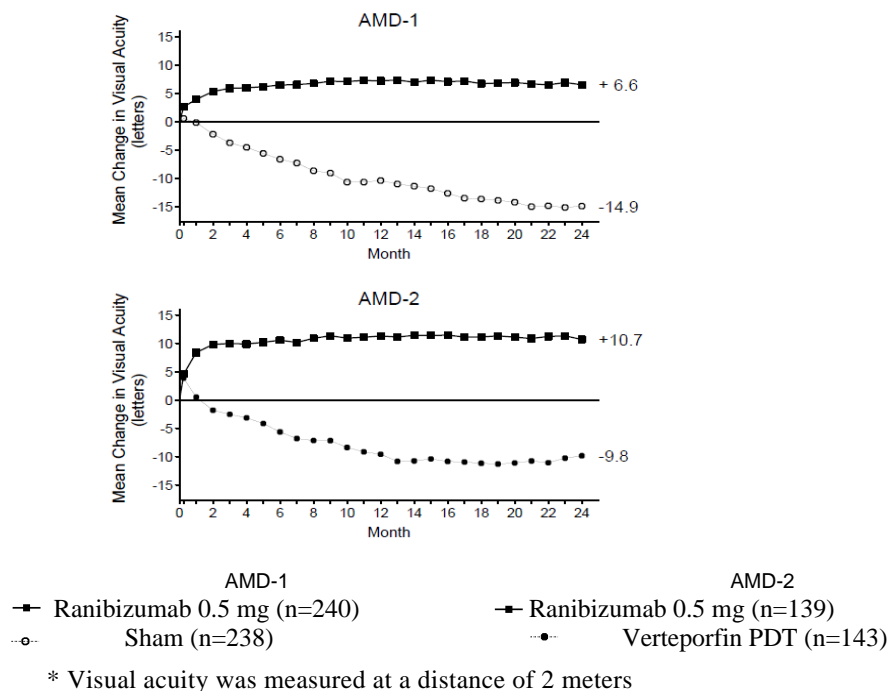 AMD-1
Mean Change in Visual Acuity
(letters)
15
10
5
0
-5
-10
-15
+ 6.6
-14.9
0 2 4 6 8 10 12 14 16 18 20 22 24
Month
AMD-2
Mean Change in Visual Acuity
(letters)
15
10
5
0
-5
-10
-15
+10.7
-9.8
0 2 4 6 8 10 12 14 16 18 20 22 24
Month
AMD-1 AMD-2
Ranibizumab 0.5 mg (n=240) Ranibizumab 0.5 mg (n=139)
Sham (n=238) Verteporfin PDT (n=143)
* Visual acuity was measured at a distance of 2 meters